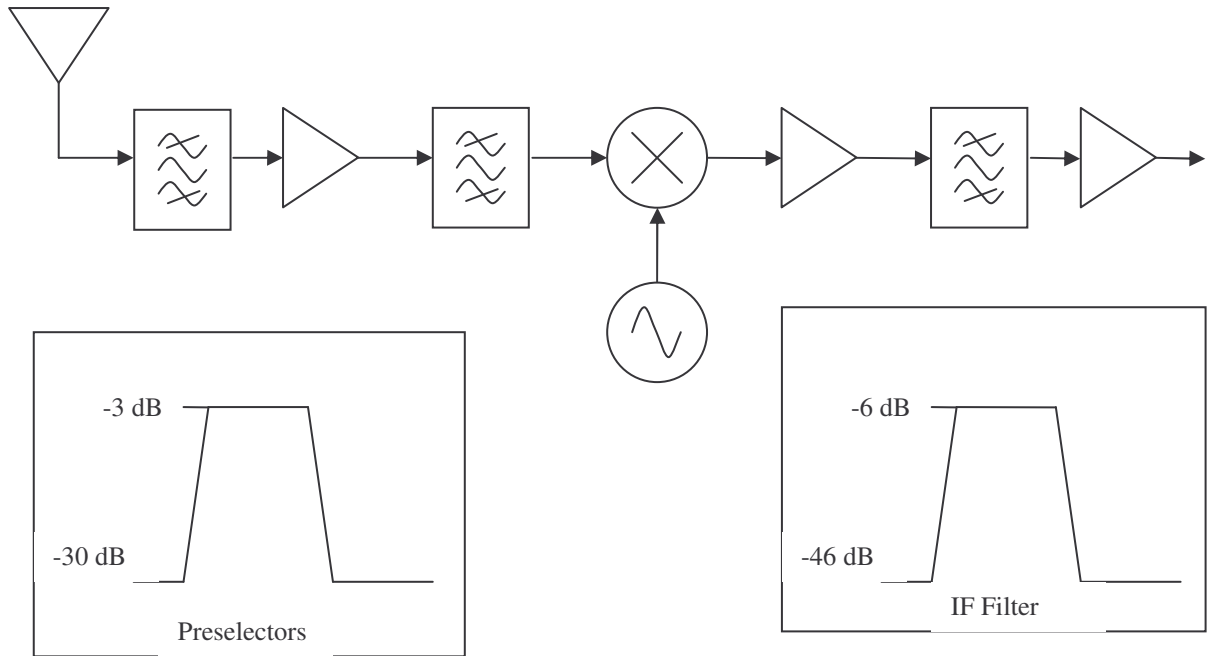 -3 dB
-30 dB
Preselectors
-6 dB
-46 dB
IF Filter